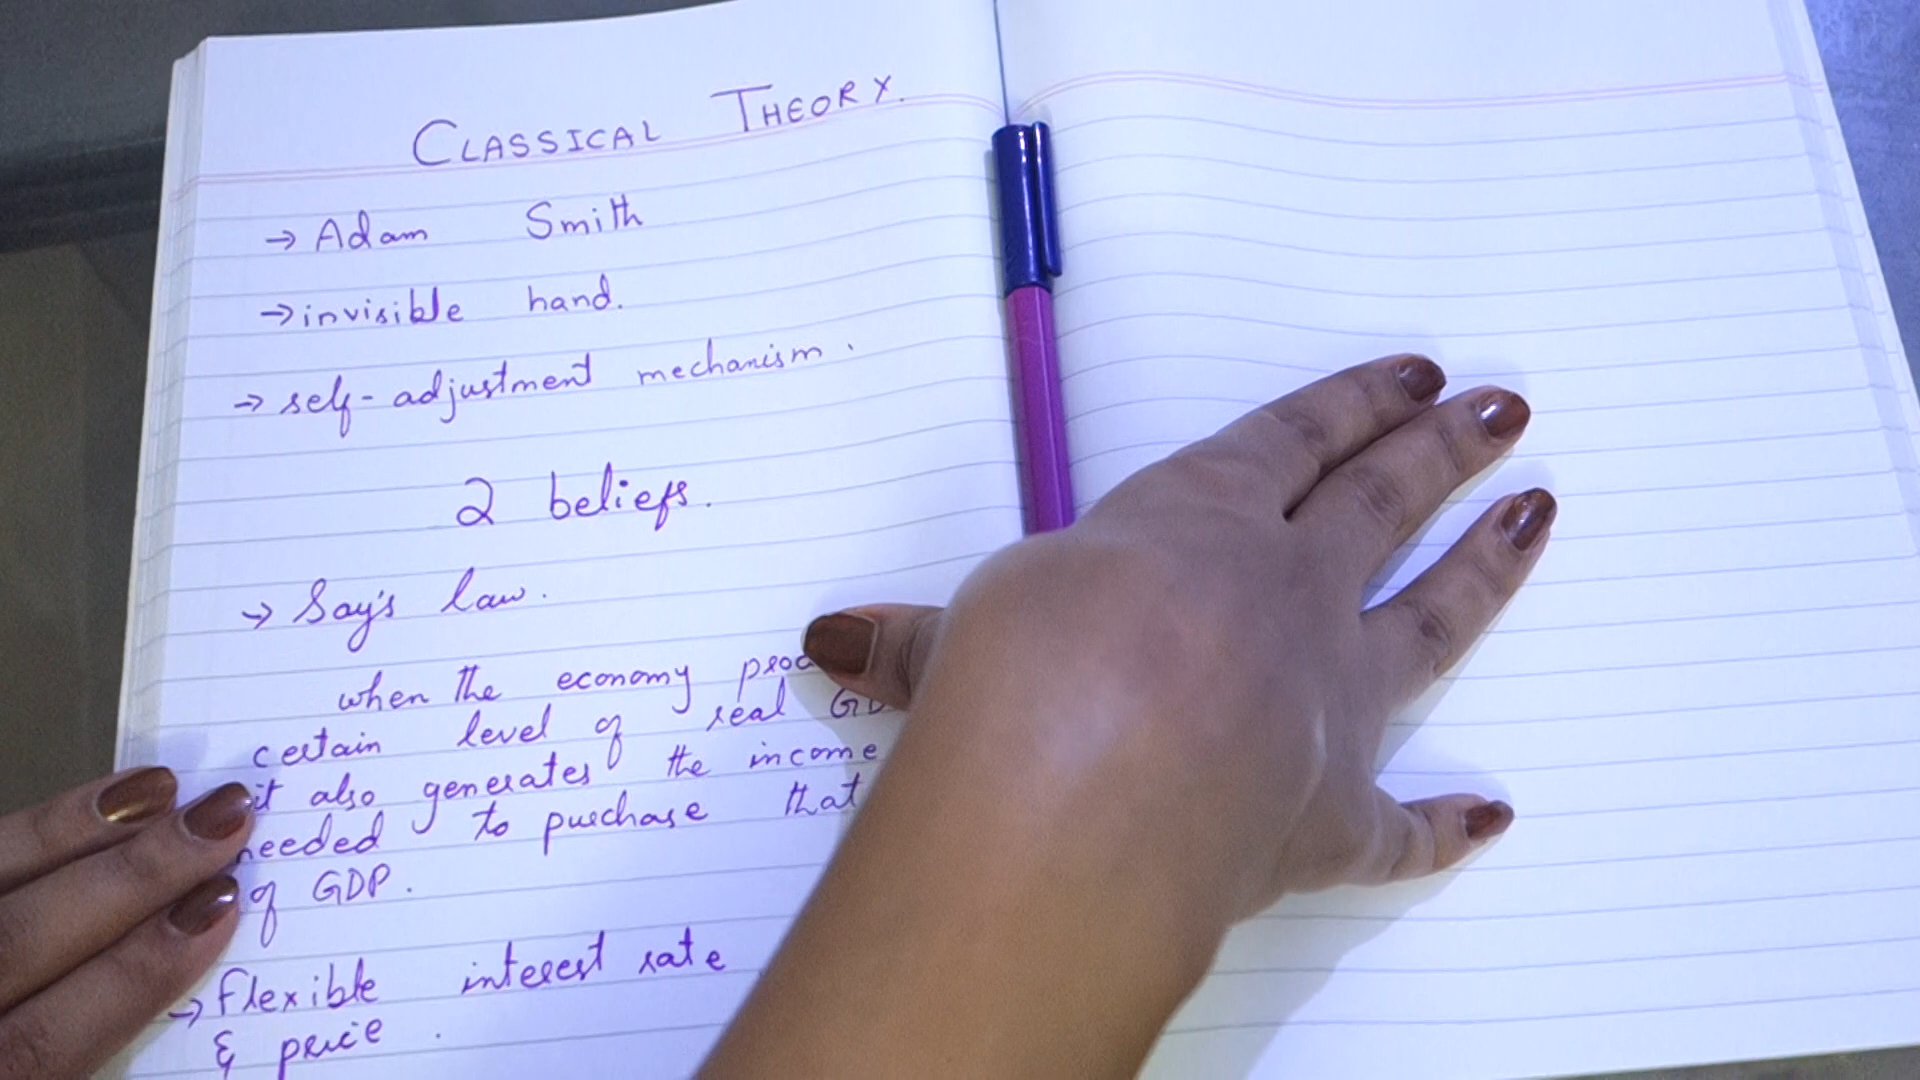 CLASSICAL THEORY.
→ Adam Smith
→ invisible hand.
→ self-adjustment mechanism.
2 beliefs.
→ Say's law.
when the economy
certain level of real
it also generates the income
needed to purchase that
of GDP.
→ flexible interest rate
& price.